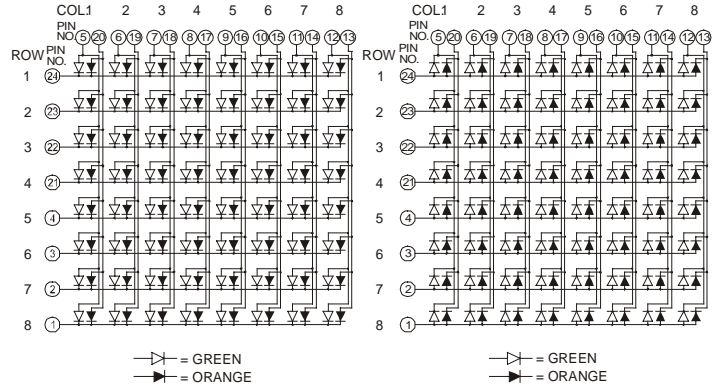 COL.1 2 3 4 5 6 7 8
PIN NO. 5 20 6 19 7 18 8 17 9 16 10 15 11 14 12 13
ROW PIN NO.
1 24
2 23
3 22
4 21
5 4
6 3
7 2
8 1
= GREEN
= ORANGE
COL.1 2 3 4 5 6 7 8
PIN NO. 5 20 6 19 7 18 8 17 9 16 10 15 11 14 12 13
ROW PIN NO.
1 24
2 23
3 22
4 21
5 4
6 3
7 2
8 1
= GREEN
= ORANGE